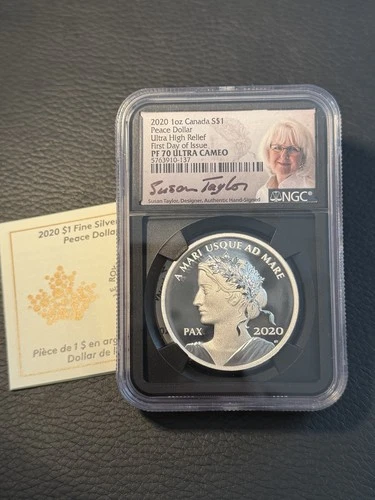 2020 1oz Canada S$1
Peace Dollar
Ultra High Relief
First Day of Issue
PF 70 ULTRA CAMEO
5763910-137
Susan Taylor
Susan Taylor, Designer, Authentic Hand-Signed
NGC®
2020 $1 Fine Silver
Peace Dolla
Pièce de 1 $ en arg
Dollar de
A MARI USQUE AD MARE
PAX
2020